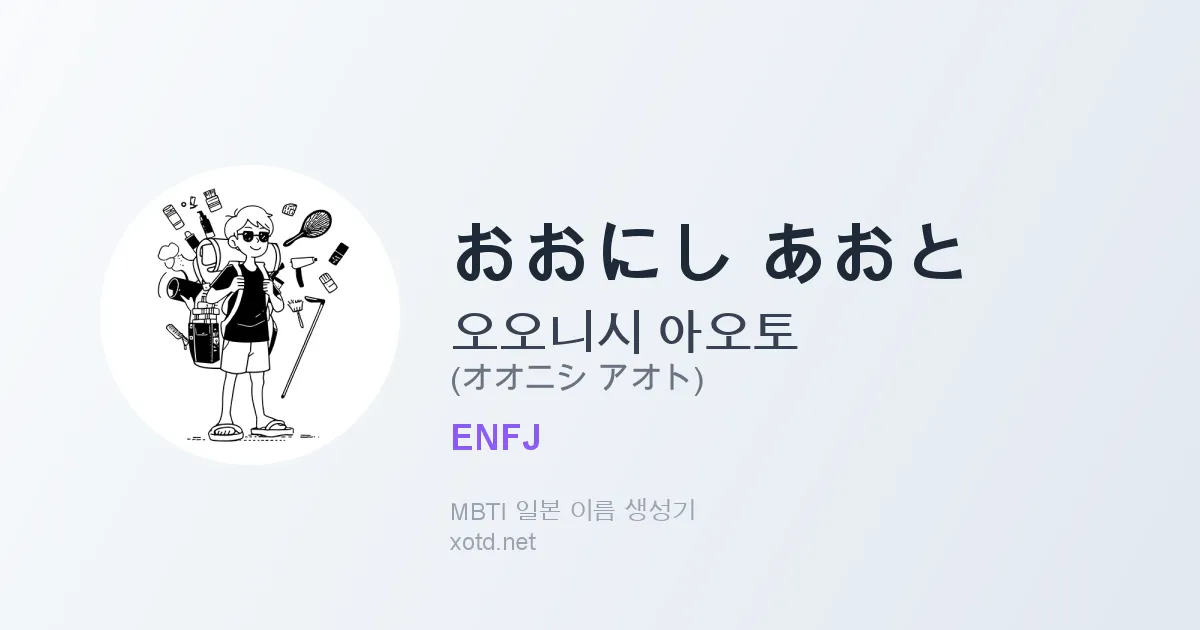 おおにし あおと
오오니시 아오토
(オオニシ アオト)
ENFJ
MBTI 일본 이름 생성기
xotd.net